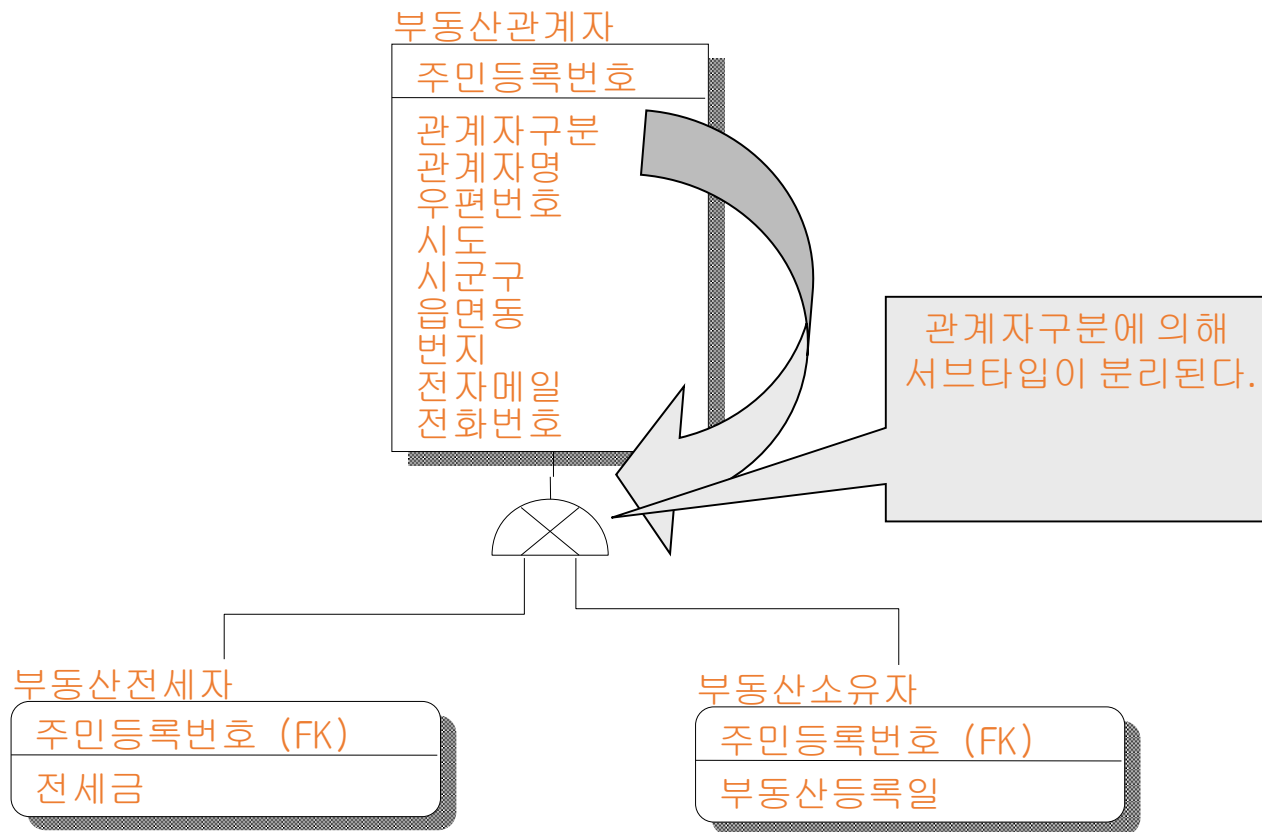 부동산관계자
주민등록번호
관계자구분
관계자명
우편번호
시도
시군구
읍면동
번지
전자메일
전화번호
관계자구분에 의해
서브타입이 분리된다.
부동산전세자
주민등록번호 (FK)
전세금
부동산소유자
주민등록번호 (FK)
부동산등록일